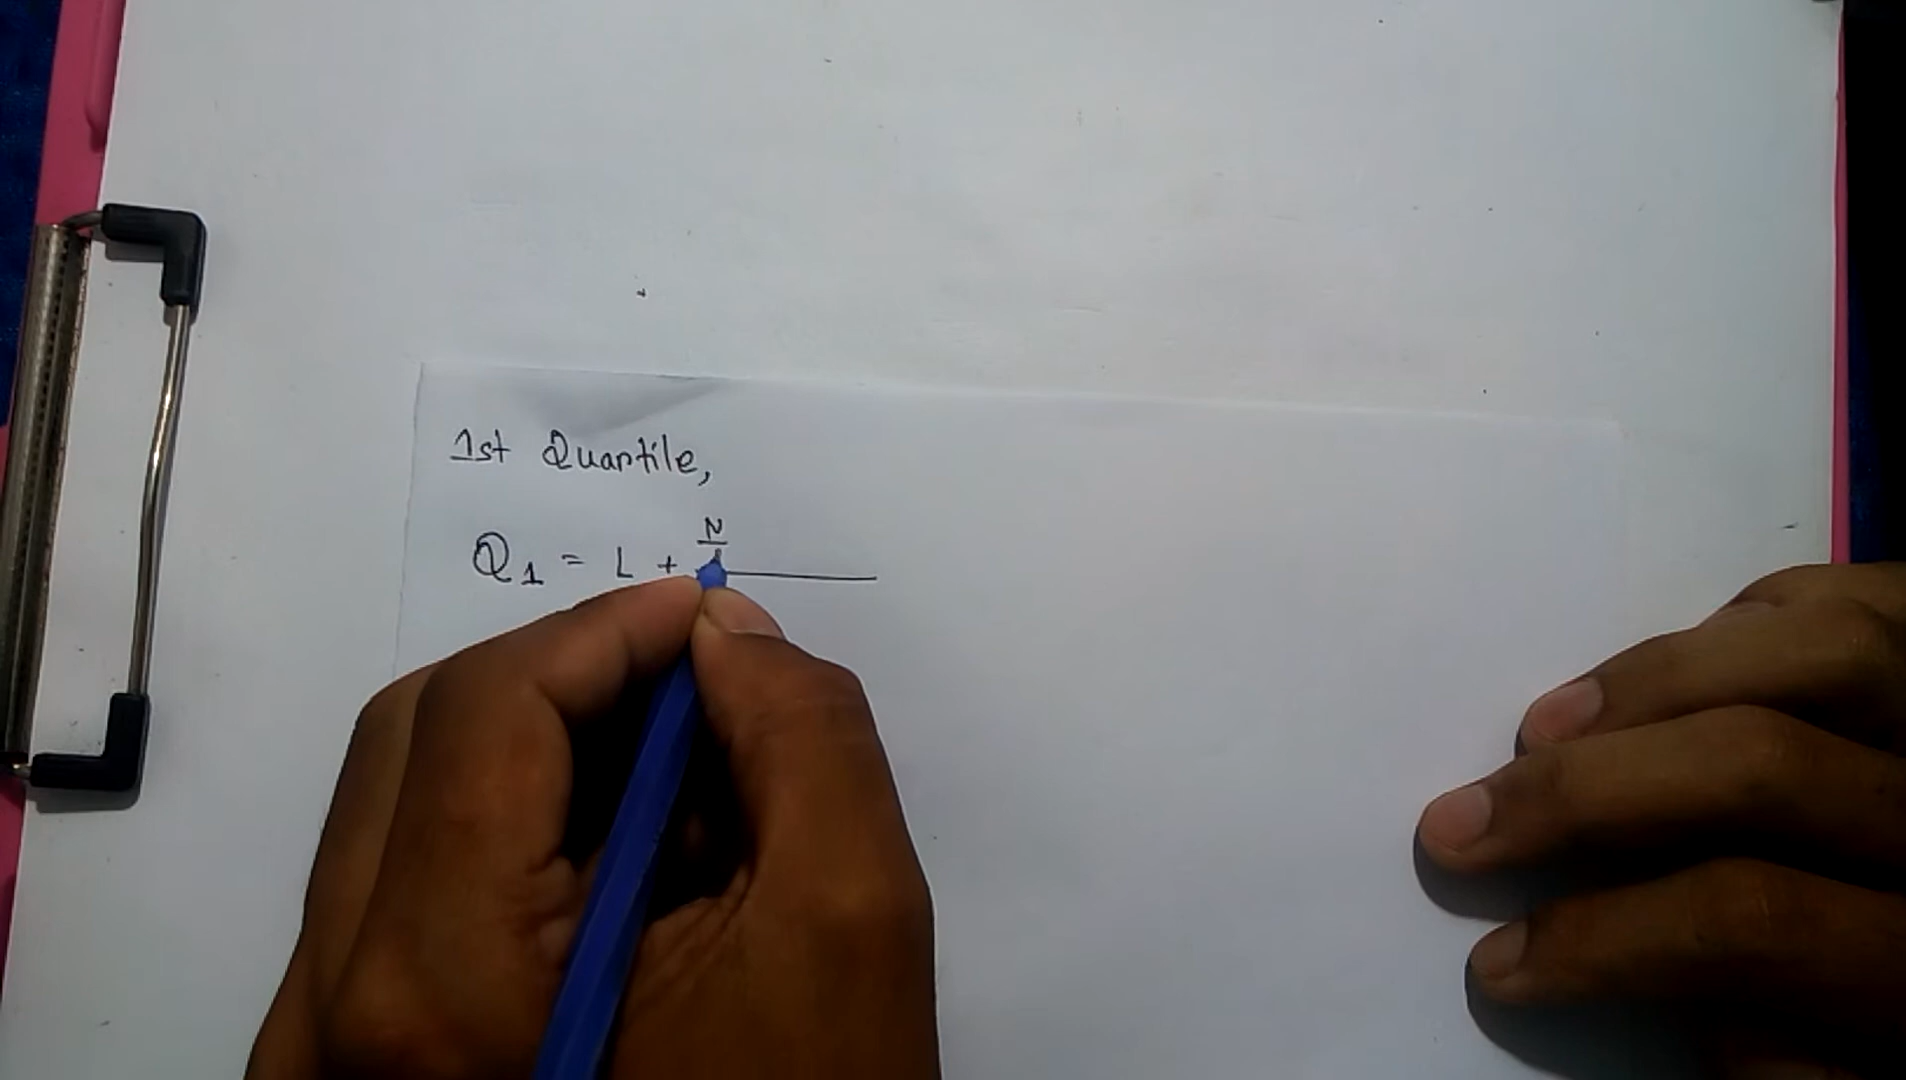 1st Quartile,
Q₁ = L + N